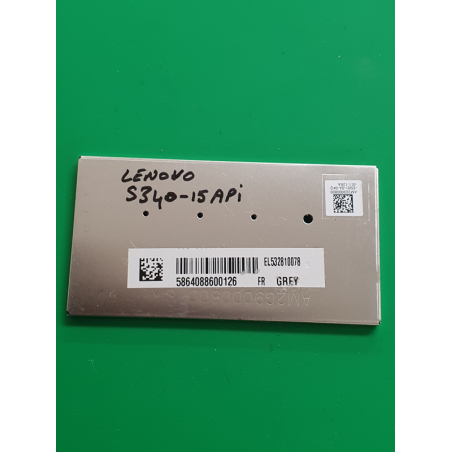 LENOVO
S340-15APi
EL532810078
5864088600126
FR GREY